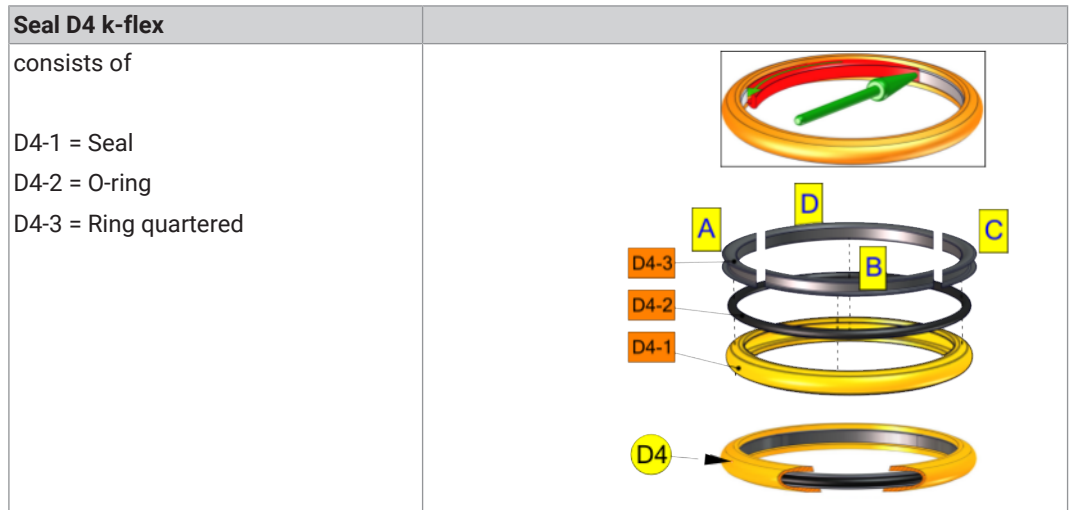 Seal D4 k-flex
consists of
D4-1 = Seal
D4-2 = O-ring
D4-3 = Ring quartered
D
A
C
B
D4-3
D4-2
D4-1
D4